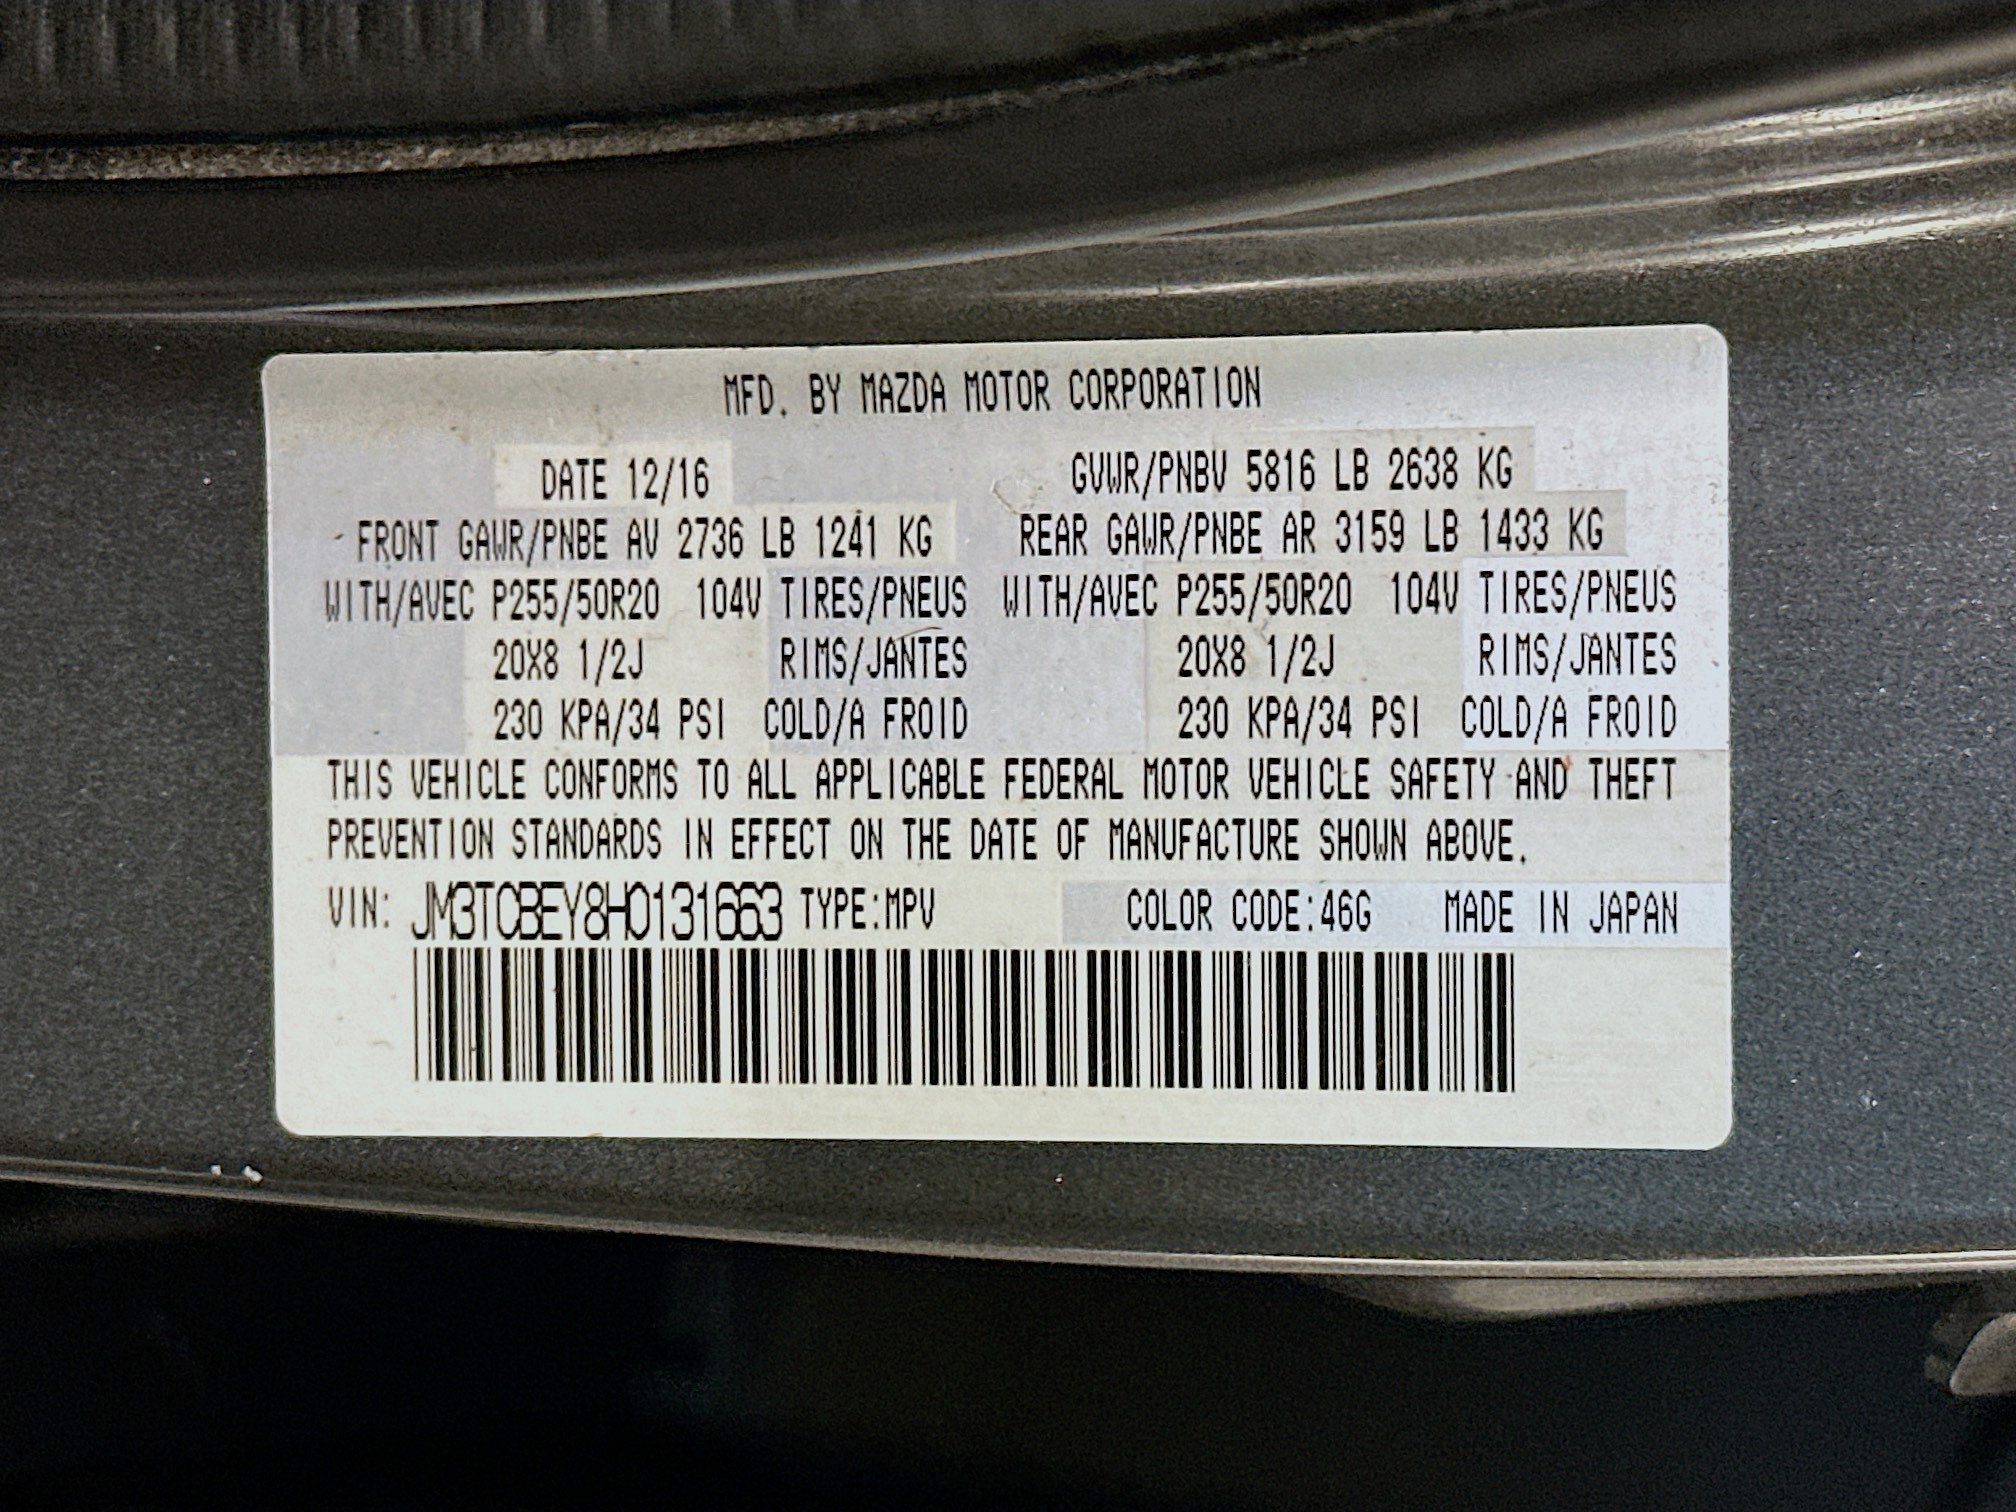 MFD. BY MAZDA MOTOR CORPORATION
DATE 12/16 GVWR/PNBV 5816 LB 2638 KG
FRONT GAWR/PNBE AV 2736 LB 1241 KG REAR GAWR/PNBE AR 3159 LB 1433 KG
WITH/AVEC P255/50R20 104V TIRES/PNEUS WITH/AVEC P255/50R20 104V TIRES/PNEUS
20X8 1/2J RIMS/JANTES 20X8 1/2J RIMS/JANTES
230 KPA/34 PSI COLD/A FROID 230 KPA/34 PSI COLD/A FROID
THIS VEHICLE CONFORMS TO ALL APPLICABLE FEDERAL MOTOR VEHICLE SAFETY AND THEFT
PREVENTION STANDARDS IN EFFECT ON THE DATE OF MANUFACTURE SHOWN ABOVE.
VIN: JM3TCBEY8H0131663 TYPE:MPV COLOR CODE:46G MADE IN JAPAN